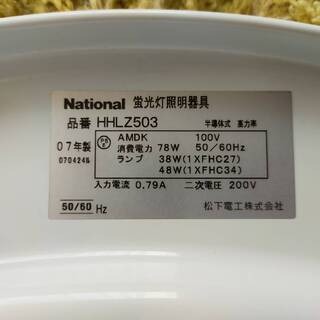 National 蛍光灯照明器具
品番 HHLZ503 半導体式 高力率
07年製 AMDK 100V
070424 消費電力 78W 50/60Hz
ランプ 38W(1XFHC27)
48W(1XFHC34)
入力電流 0.79A 二次電圧 200V
50/60 Hz 松下電工株式会社